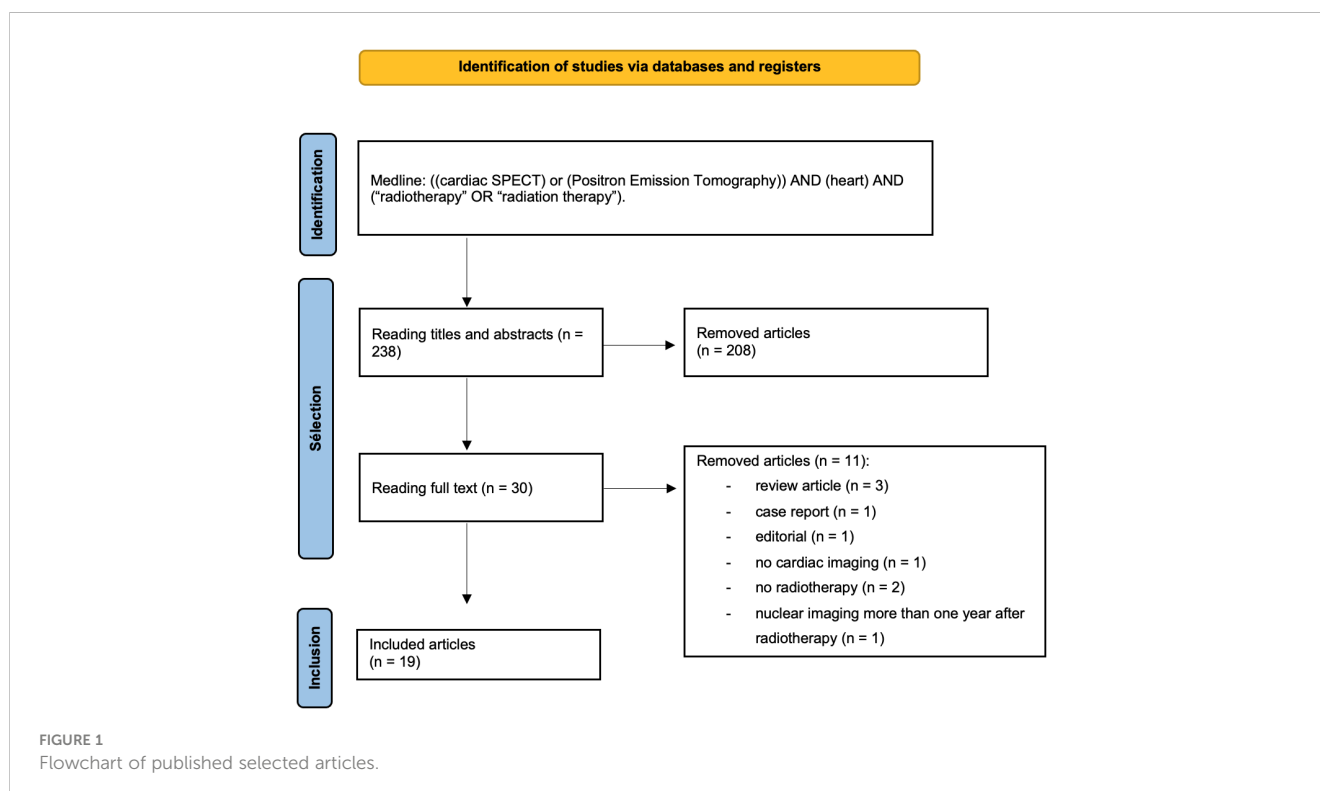 Identification of studies via databases and registers
Identification
Medline: ((cardiac SPECT) or (Positron Emission Tomography)) AND (heart) AND
(“radiotherapy” OR “radiation therapy”).
Sélection
Reading titles and abstracts (n =
238)
Removed articles
(n = 208)
Reading full text (n = 30)
Removed articles (n = 11):
- review article (n = 3)
- case report (n = 1)
- editorial (n = 1)
- no cardiac imaging (n = 1)
- no radiotherapy (n = 2)
- nuclear imaging more than one year after
radiotherapy (n = 1)
Inclusion
Included articles
(n = 19)
FIGURE 1
Flowchart of published selected articles.